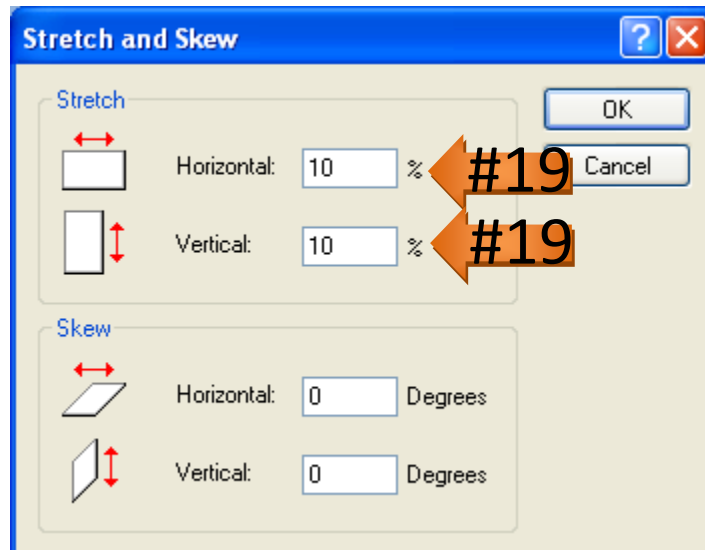 Stretch and Skew
Stretch
OK
Horizontal: 10 % #19
Cancel
Vertical: 10 % #19
Skew
Horizontal: 0 Degrees
Vertical: 0 Degrees